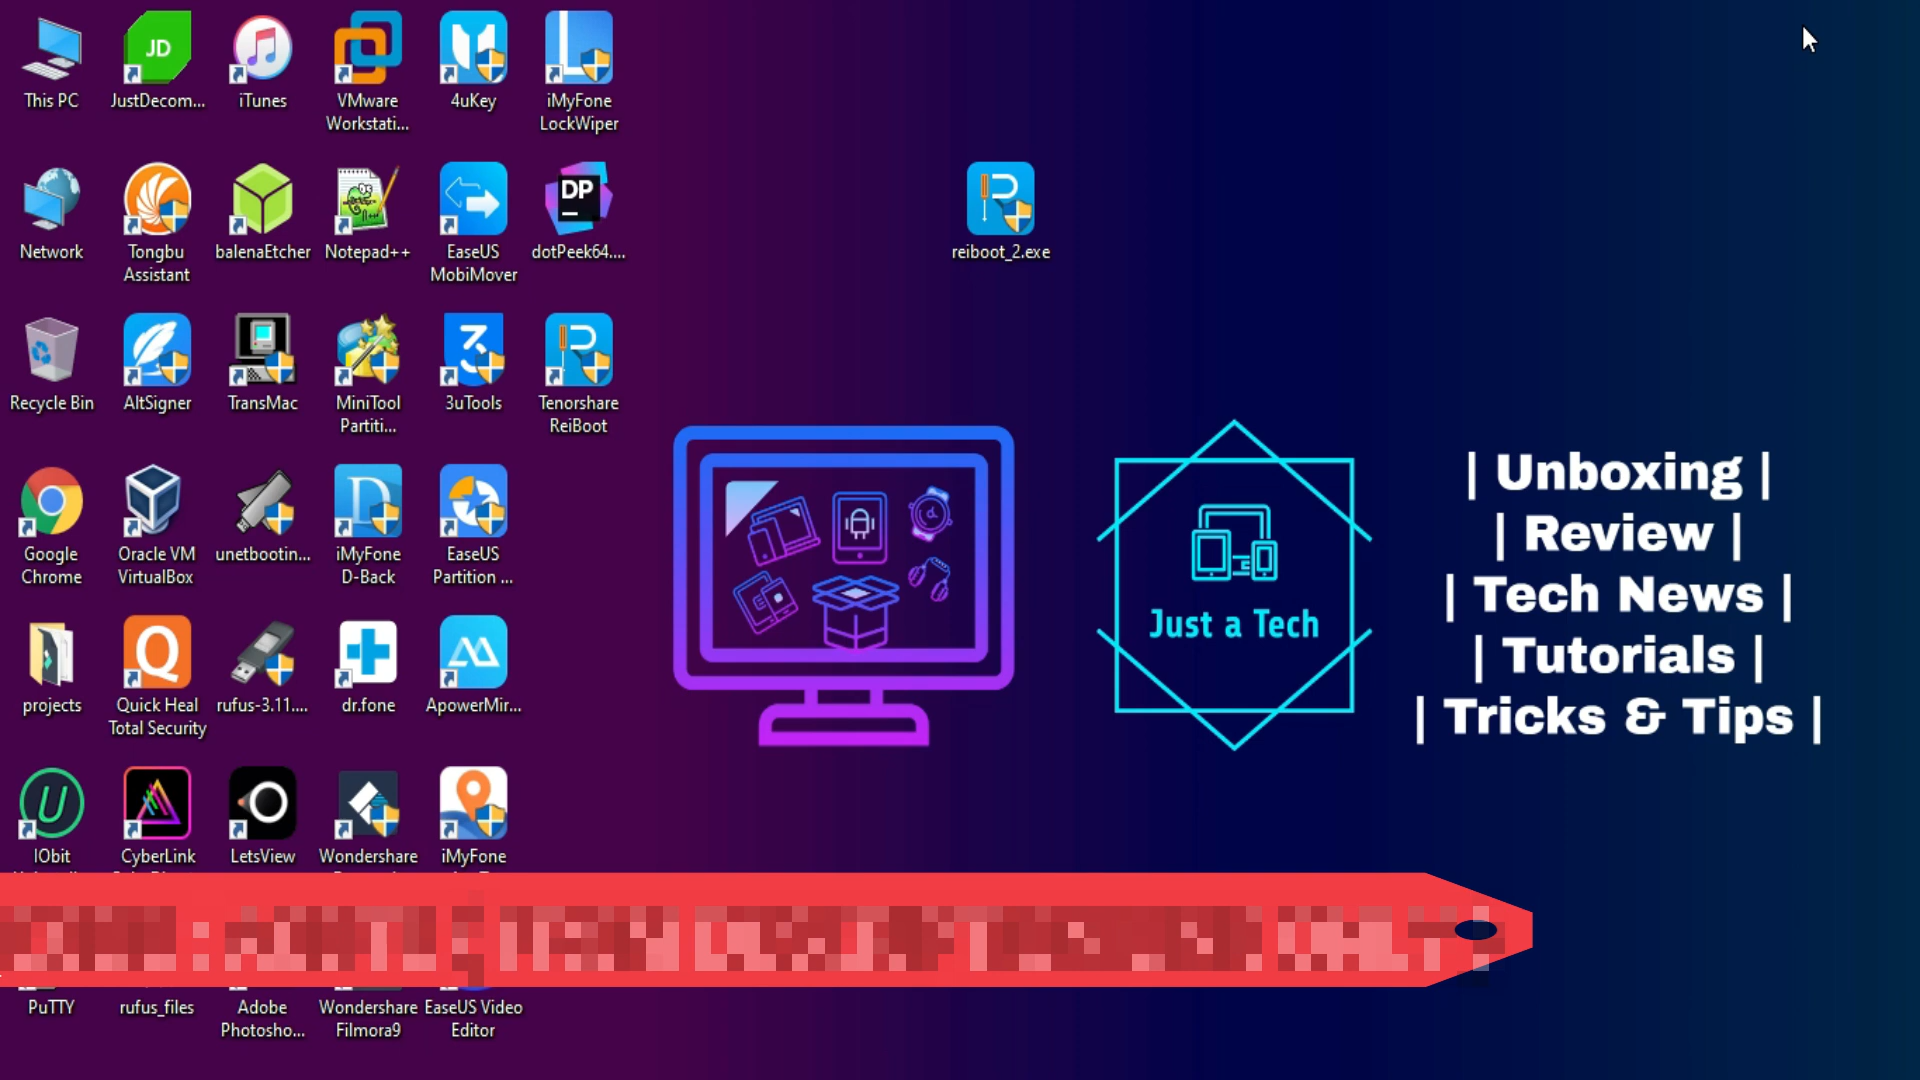 This PC
JD
JustDecom...
iTunes
VMware
Workstati...
4uKey
iMyFone
LockWiper
Network
Tongbu
Assistant
balenaEtcher
Notepad++
EaseUS
MobiMover
DP
dotPeek64....
reiboot_2.exe
Recycle Bin
AltSigner
TransMac
MiniTool
Partiti...
3uTools
Tenorshare
ReiBoot
Google
Chrome
Oracle VM
VirtualBox
unetbootin...
iMyFone
D-Back
EaseUS
Partition ...
projects
Quick Heal
Total Security
rufus-3.11....
dr.fone
ApowerMir...
IObit
CyberLink
LetsView
Wondershare
iMyFone
PuTTY
rufus_files
Adobe
Photosho...
Wondershare
Filmora9
EaseUS Video
Editor
Just a Tech
| Unboxing |
| Review |
| Tech News |
| Tutorials |
| Tricks & Tips |